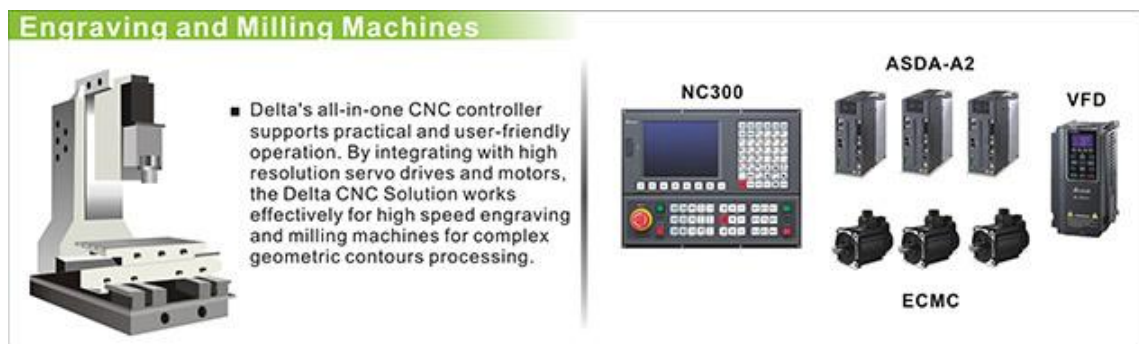 Engraving and Milling Machines
■ Delta's all-in-one CNC controller
supports practical and user-friendly
operation. By integrating with high
resolution servo drives and motors,
the Delta CNC Solution works
effectively for high speed engraving
and milling machines for complex
geometric contours processing.
NC300
ASDA-A2
VFD
ECMC